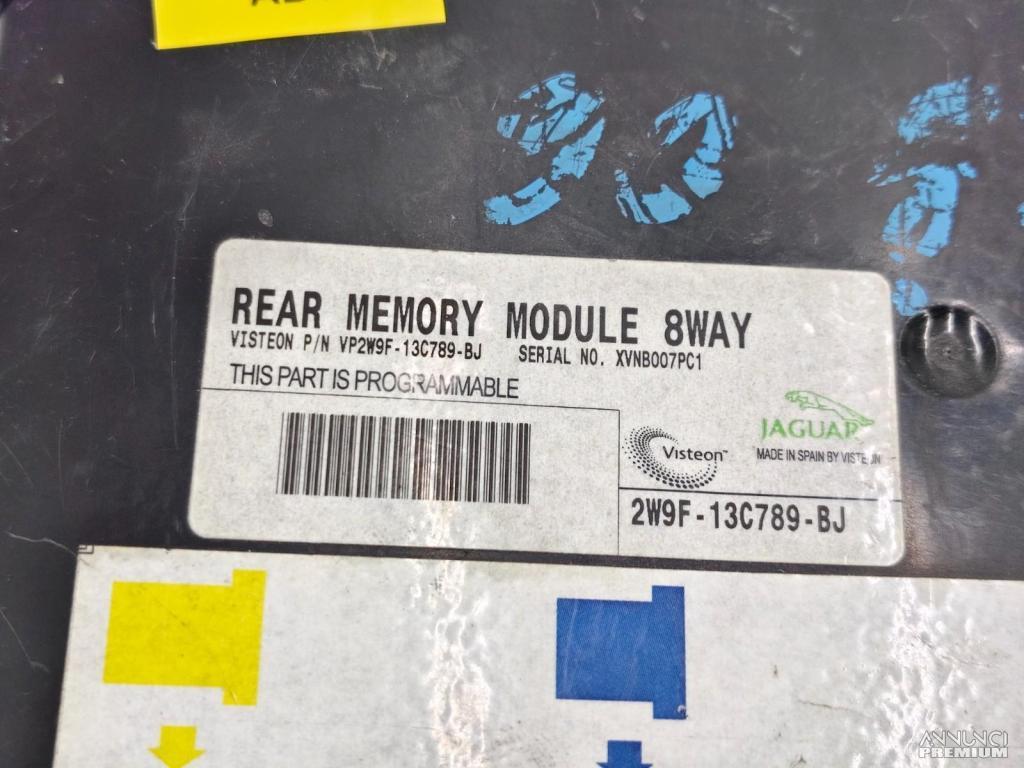 REAR MEMORY MODULE 8WAY
VISTEON P/N VP2W9F-13C789-BJ SERIAL NO. XVNB007PC1
THIS PART IS PROGRAMMABLE
Visteon
JAGUAR
MADE IN SPAIN BY VISTEON
2W9F-13C789-BJ
ANNUNCI
PREMIUM